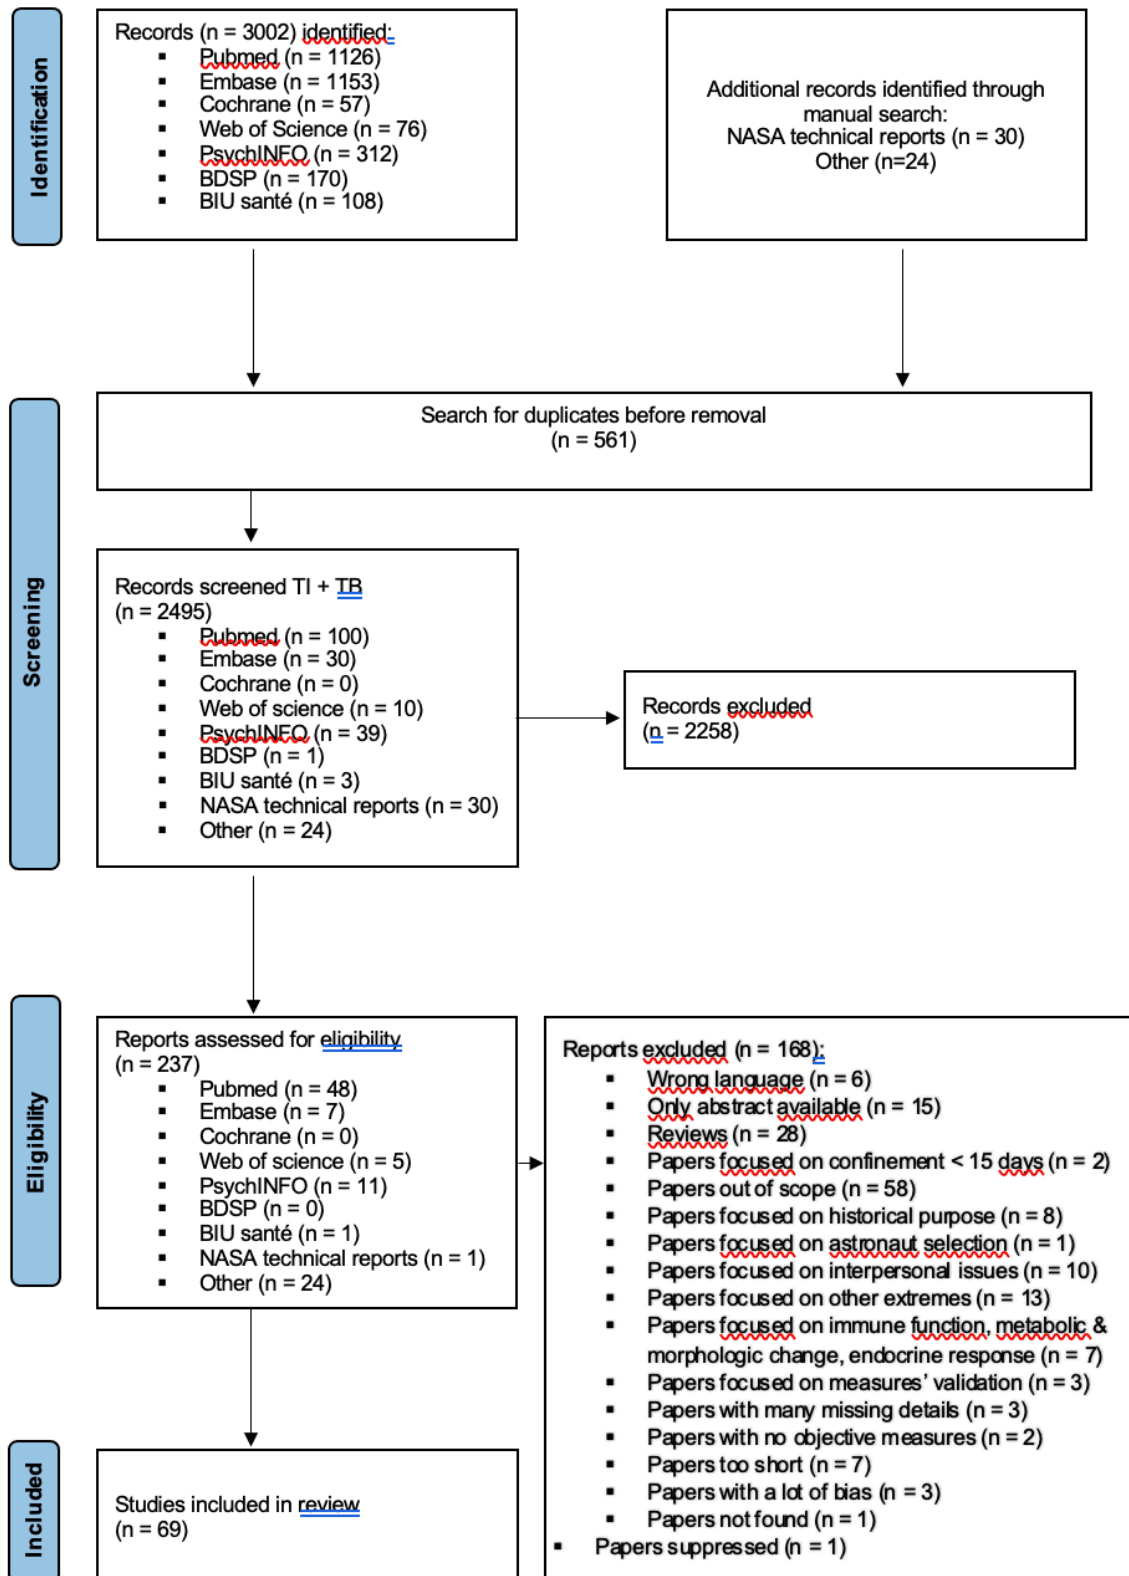 Identification
Records (n = 3002) identified:
▪ Pubmed (n = 1126)
▪ Embase (n = 1153)
▪ Cochrane (n = 57)
▪ Web of Science (n = 76)
▪ PsychINFO (n = 312)
▪ BDSP (n = 170)
▪ BIU santé (n = 108)
Additional records identified through
manual search:
NASA technical reports (n = 30)
Other (n=24)
Screening
Search for duplicates before removal
(n = 561)
Records screened TI + TB
(n = 2495)
▪ Pubmed (n = 100)
▪ Embase (n = 30)
▪ Cochrane (n = 0)
▪ Web of science (n = 10)
▪ PsychINFO (n = 39)
▪ BDSP (n = 1)
▪ BIU santé (n = 3)
▪ NASA technical reports (n = 30)
▪ Other (n = 24)
Records excluded
(n = 2258)
Eligibility
Reports assessed for eligibility
(n = 237)
▪ Pubmed (n = 48)
▪ Embase (n = 7)
▪ Cochrane (n = 0)
▪ Web of science (n = 5)
▪ PsychINFO (n = 11)
▪ BDSP (n = 0)
▪ BIU santé (n = 1)
▪ NASA technical reports (n = 1)
▪ Other (n = 24)
Reports excluded (n = 168):
▪ Wrong language (n = 6)
▪ Only abstract available (n = 15)
▪ Reviews (n = 28)
▪ Papers focused on confinement < 15 days (n = 2)
▪ Papers out of scope (n = 58)
▪ Papers focused on historical purpose (n = 8)
▪ Papers focused on astronaut selection (n = 1)
▪ Papers focused on interpersonal issues (n = 10)
▪ Papers focused on other extremes (n = 13)
▪ Papers focused on immune function, metabolic &
morphologic change, endocrine response (n = 7)
▪ Papers focused on measures' validation (n = 3)
▪ Papers with many missing details (n = 3)
▪ Papers with no objective measures (n = 2)
▪ Papers too short (n = 7)
▪ Papers with a lot of bias (n = 3)
▪ Papers not found (n = 1)
▪ Papers suppressed (n = 1)
Included
Studies included in review
(n = 69)